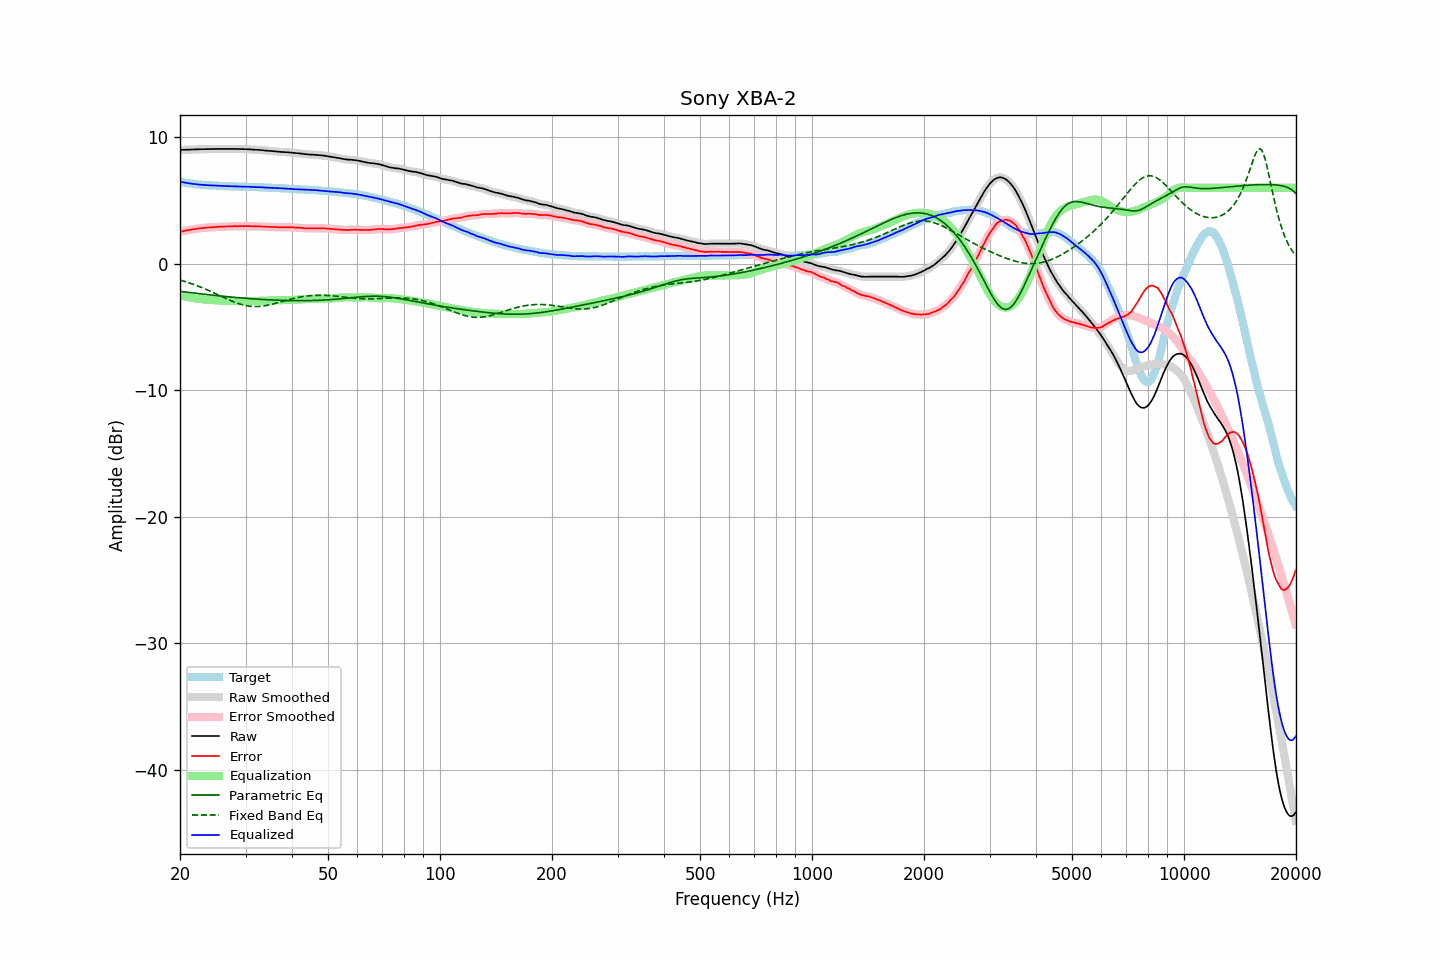 Sony XBA-2
10
0
−10
−20
−30
−40
Amplitude (dBr)
Target
Raw Smoothed
Error Smoothed
Raw
Error
Equalization
Parametric Eq
Fixed Band Eq
Equalized
20 50 100 200 500 1000 2000 5000 10000 20000
Frequency (Hz)